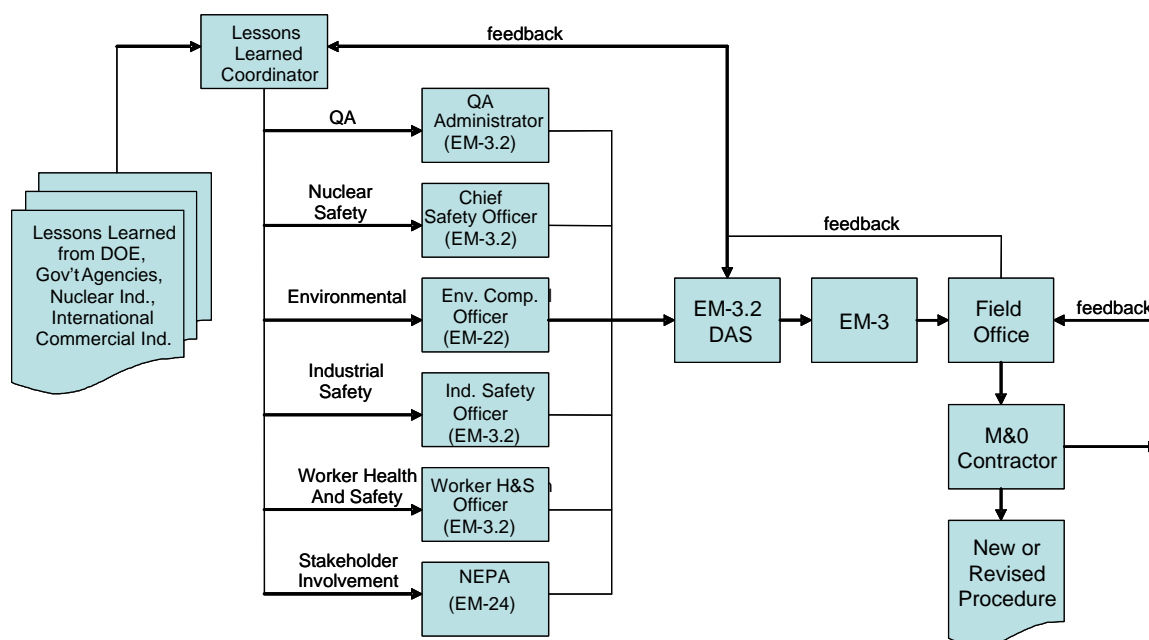 Lessons
Learned
Coordinator
feedback
QA
QA
Administrator
(EM-3.2)
Nuclear
Safety
Chief
Safety Officer
(EM-3.2)
Lessons Learned
from DOE,
Gov't Agencies,
Nuclear Ind.,
International
Commercial Ind.
Environmental
Env. Comp.
Officer
(EM-22)
Industrial
Safety
Ind. Safety
Officer
(EM-3.2)
Worker Health
And Safety
Worker H&S
Officer
(EM-3.2)
Stakeholder
Involvement
NEPA
(EM-24)
EM-3.2
DAS
EM-3
feedback
Field
Office
feedback
M&0
Contractor
New or
Revised
Procedure